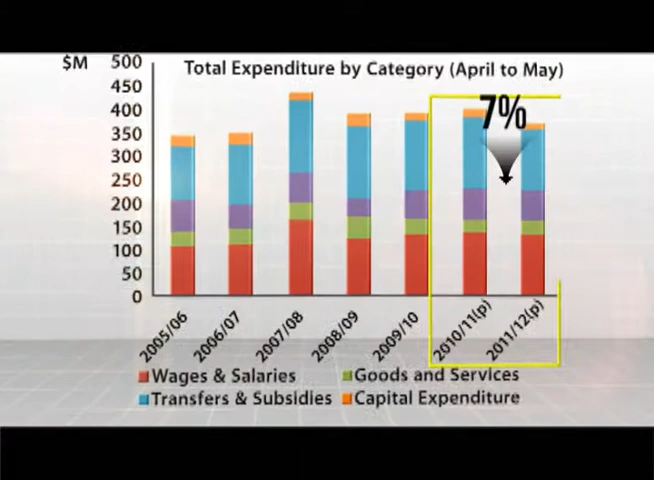 $M
Total Expenditure by Category (April to May)
500
450
400
350
300
250
200
150
100
50
0
7%
2005/06
2006/07
2007/08
2008/09
2009/10
2010/11(p)
2011/12(p)
Wages & Salaries
Goods and Services
Transfers & Subsidies
Capital Expenditure